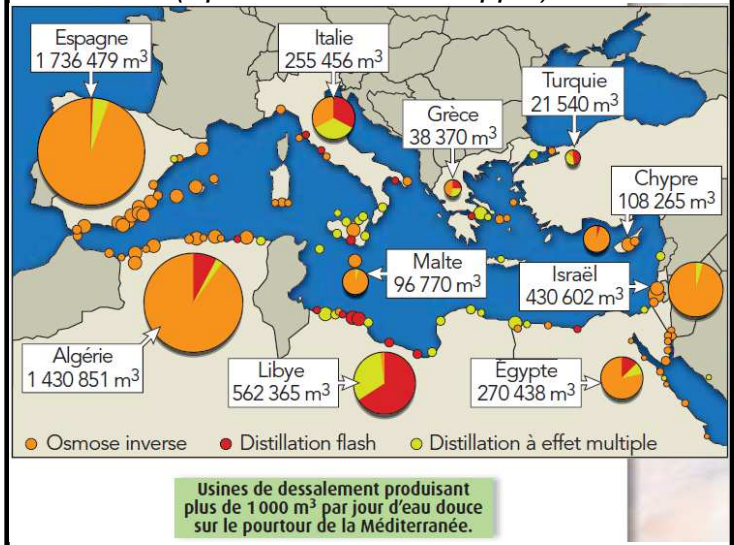 Espagne
1 736 479 m³
Italie
255 456 m³
Turquie
21 540 m³
Grèce
38 370 m³
Chypre
108 265 m³
Malte
96 770 m³
Israël
430 602 m³
Algérie
1 430 851 m³
Libye
562 365 m³
Égypte
270 438 m³
Osmose inverse
Distillation flash
Distillation à effet multiple
Usines de dessalement produisant
plus de 1 000 m³ par jour d'eau douce
sur le pourtour de la Méditerranée.